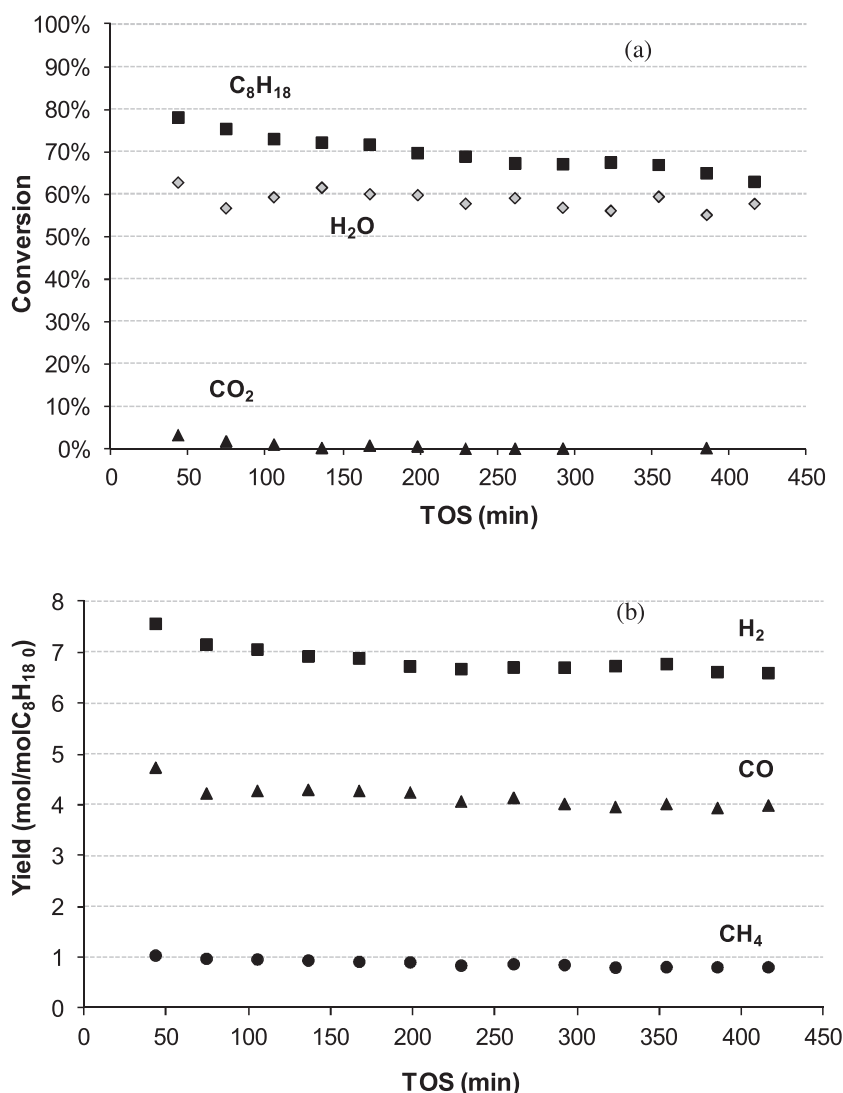 100%
90%
80%
70%
60%
50%
40%
30%
20%
10%
0%
Conversion
(a)
C₈H₁₈
H₂O
CO₂
0 50 100 150 200 250 300 350 400 450
TOS (min)
8
7
6
5
4
3
2
1
0
Yield (mol/molC₈H₁₈ ₀)
(b)
H₂
CO
CH₄
0 50 100 150 200 250 300 350 400 450
TOS (min)